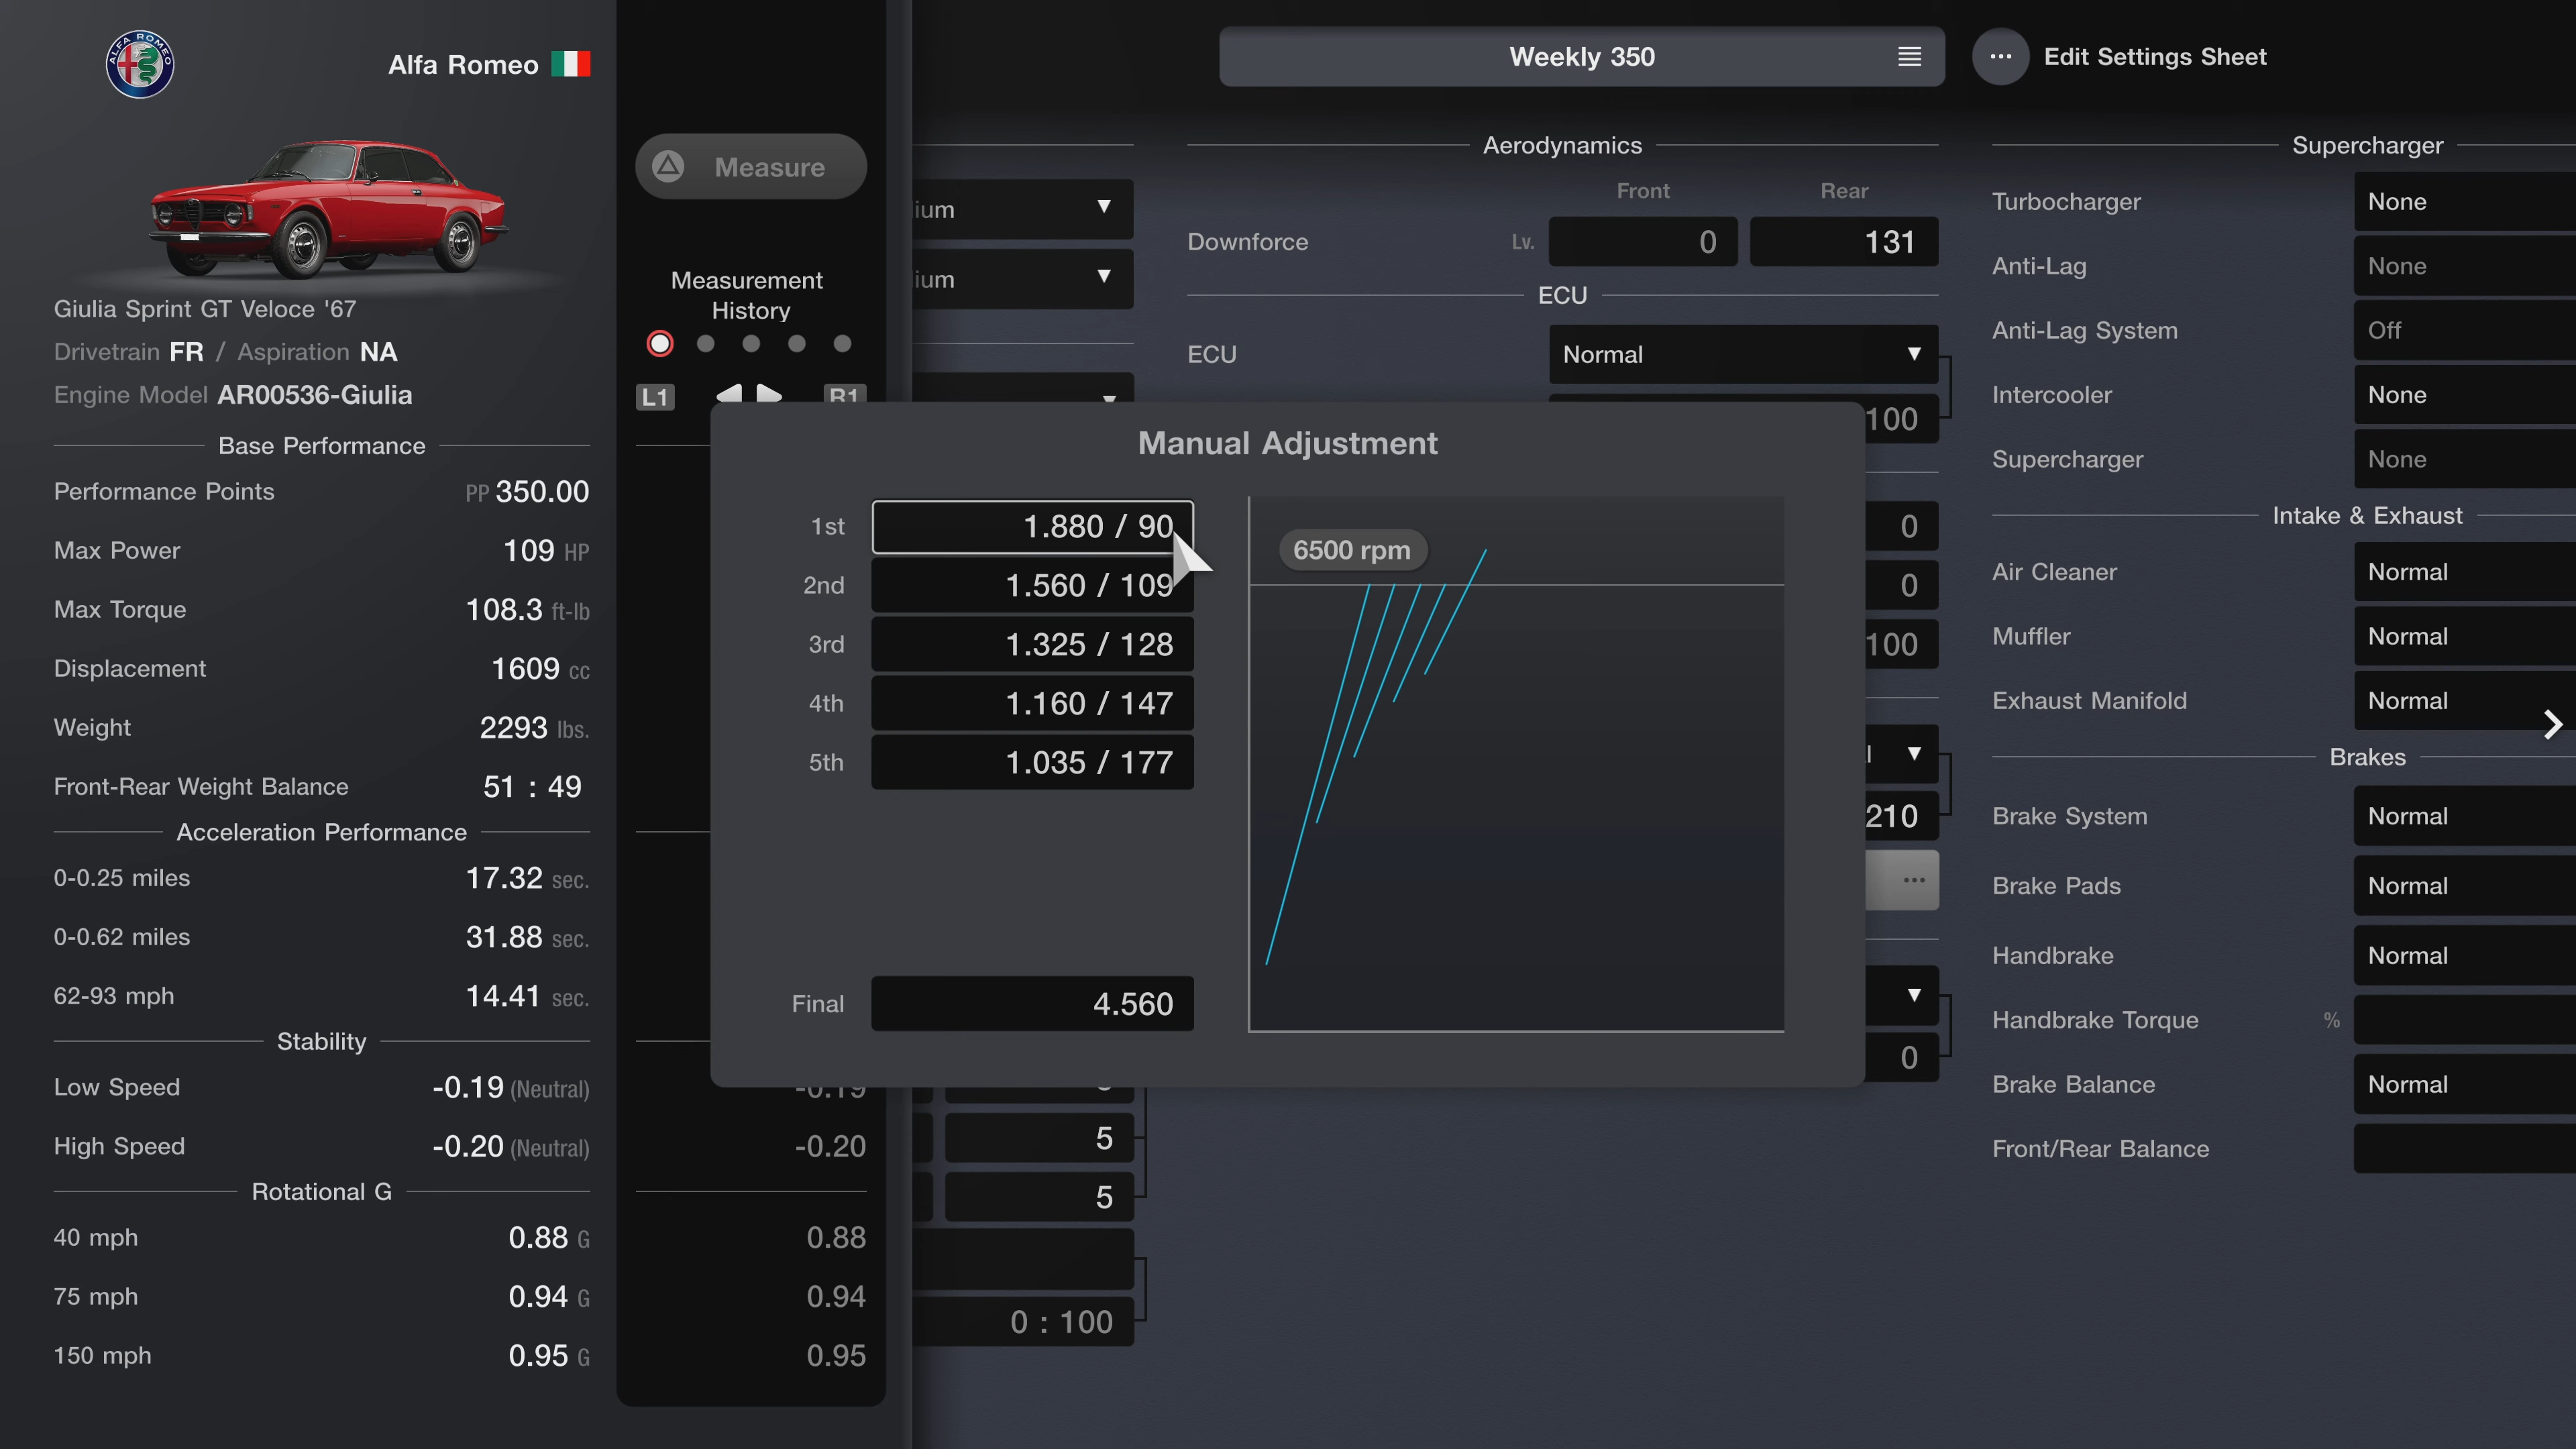 ALFA ROMEO
Alfa Romeo
Giulia Sprint GT Veloce '67
Drivetrain FR / Aspiration NA
Engine Model AR00536-Giulia
Base Performance
Performance Points PP 350.00
Max Power 109 HP
Max Torque 108.3 ft-lb
Displacement 1609 cc
Weight 2293 lbs.
Front-Rear Weight Balance 51 : 49
Acceleration Performance
0-0.25 miles 17.32 sec.
0-0.62 miles 31.88 sec.
62-93 mph 14.41 sec.
Stability
Low Speed -0.19 (Neutral)
High Speed -0.20 (Neutral)
Rotational G
40 mph 0.88 G
75 mph 0.94 G
150 mph 0.95 G
Measure
Measurement
History
L1 R1
-0.19
-0.20
0.88
0.94
0.95
Weekly 350
Edit Settings Sheet
ium
ium
5
5
0 : 100
Aerodynamics
Front Rear
Downforce Lv. 0 131
ECU
ECU Normal
100
0
0
100
210
0
Manual Adjustment
1st 1.880 / 90
2nd 1.560 / 109
3rd 1.325 / 128
4th 1.160 / 147
5th 1.035 / 177
Final 4.560
6500 rpm
Supercharger
Turbocharger None
Anti-Lag None
Anti-Lag System Off
Intercooler None
Supercharger None
Intake & Exhaust
Air Cleaner Normal
Muffler Normal
Exhaust Manifold Normal
Brakes
Brake System Normal
Brake Pads Normal
Handbrake Normal
Handbrake Torque %
Brake Balance Normal
Front/Rear Balance